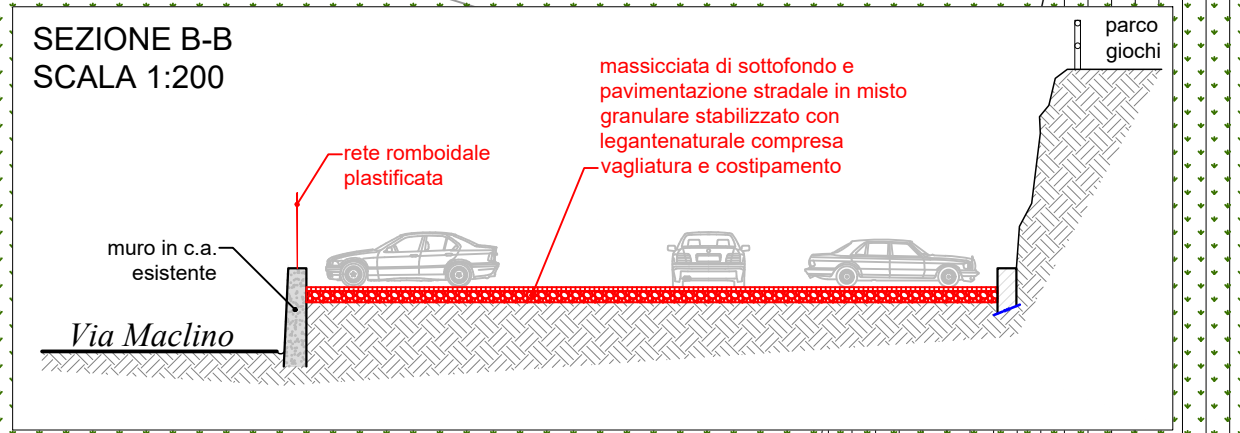 SEZIONE B-B
SCALA 1:200
parco
giochi
massicciata di sottofondo e
pavimentazione stradale in misto
granulare stabilizzato con
legantenaturale compresa
vagliatura e costipamento
rete romboidale
plastificata
muro in c.a.
esistente
Via Maclino